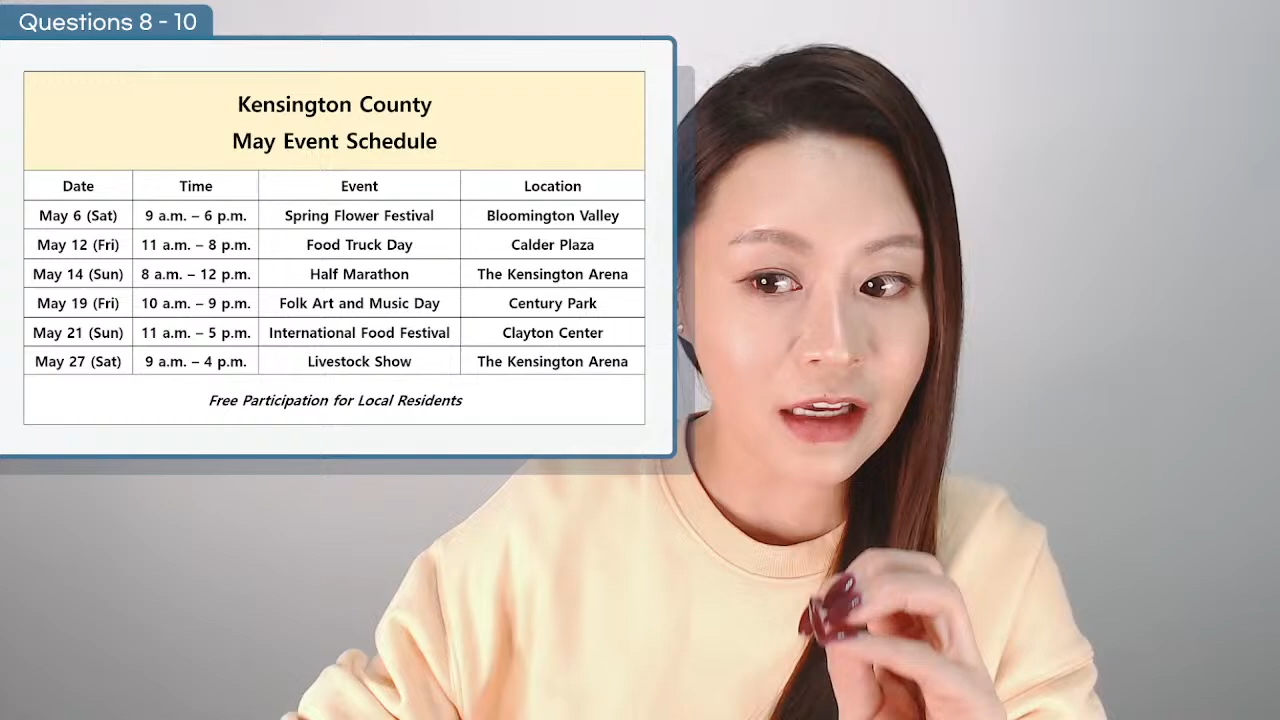 Questions 8 - 10
Kensington County
May Event Schedule
Date Time Event Location
May 6 (Sat) 9 a.m. – 6 p.m. Spring Flower Festival Bloomington Valley
May 12 (Fri) 11 a.m. – 8 p.m. Food Truck Day Calder Plaza
May 14 (Sun) 8 a.m. – 12 p.m. Half Marathon The Kensington Arena
May 19 (Fri) 10 a.m. – 9 p.m. Folk Art and Music Day Century Park
May 21 (Sun) 11 a.m. – 5 p.m. International Food Festival Clayton Center
May 27 (Sat) 9 a.m. – 4 p.m. Livestock Show The Kensington Arena
Free Participation for Local Residents